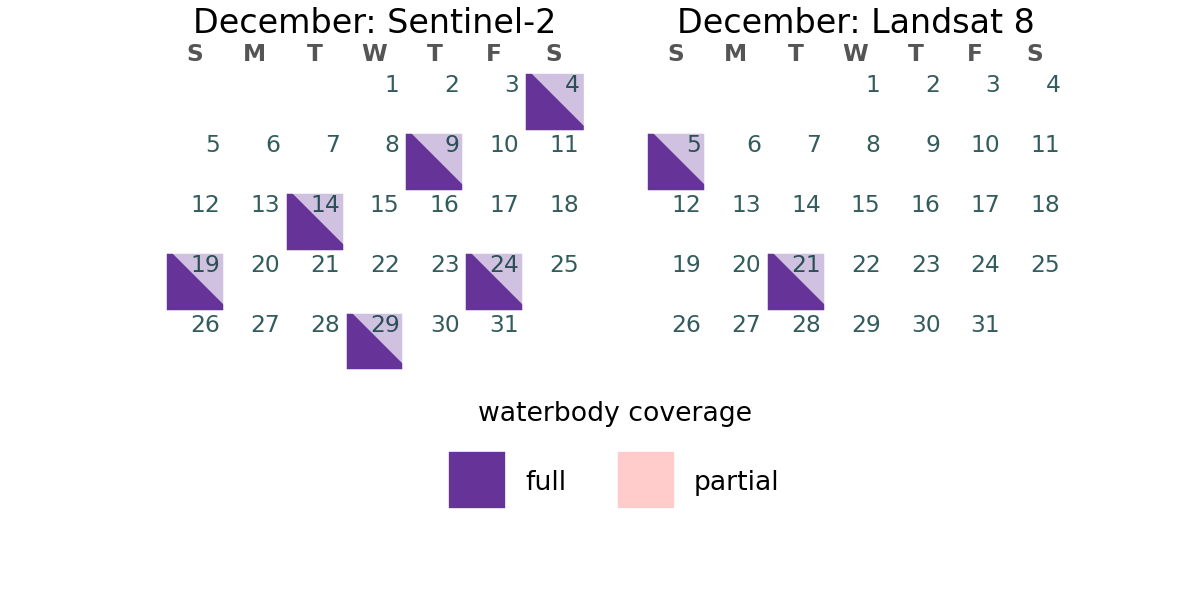 December: Sentinel-2
S M T W T F S
1 2 3 4
5 6 7 8 9 10 11
12 13 14 15 16 17 18
19 20 21 22 23 24 25
26 27 28 29 30 31
December: Landsat 8
S M T W T F S
1 2 3 4
5 6 7 8 9 10 11
12 13 14 15 16 17 18
19 20 21 22 23 24 25
26 27 28 29 30 31
waterbody coverage
full partial